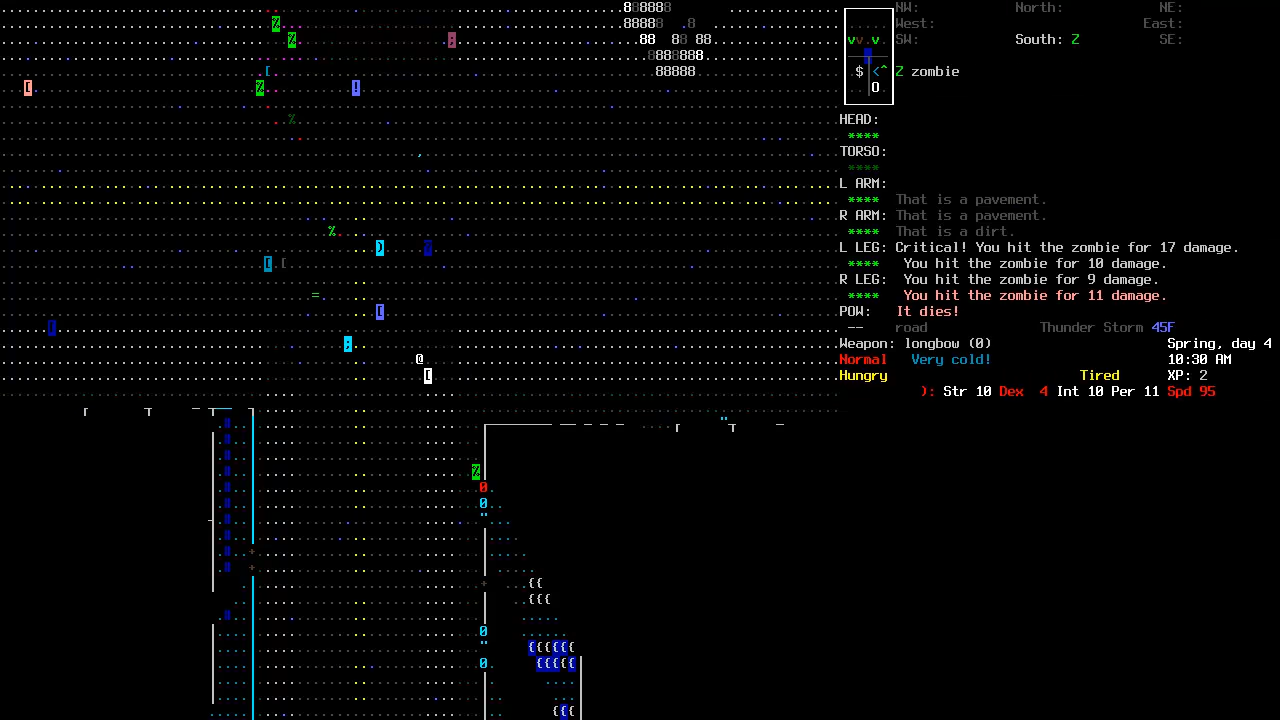 NW: North: NE:
West: East:
SW: South: Z SE:
Z zombie
HEAD:
****
TORSO:
****
L ARM:
**** That is a pavement.
R ARM: That is a pavement.
**** That is a dirt.
L LEG: Critical! You hit the zombie for 17 damage.
**** You hit the zombie for 10 damage.
R LEG: You hit the zombie for 9 damage.
**** You hit the zombie for 11 damage.
POW: It dies!
-- road Thunder Storm 45F
Weapon: longbow (0) Spring, day 4
Normal Very cold! 10:30 AM
Hungry Tired XP: 2
): Str 10 Dex 4 Int 10 Per 11 Spd 95